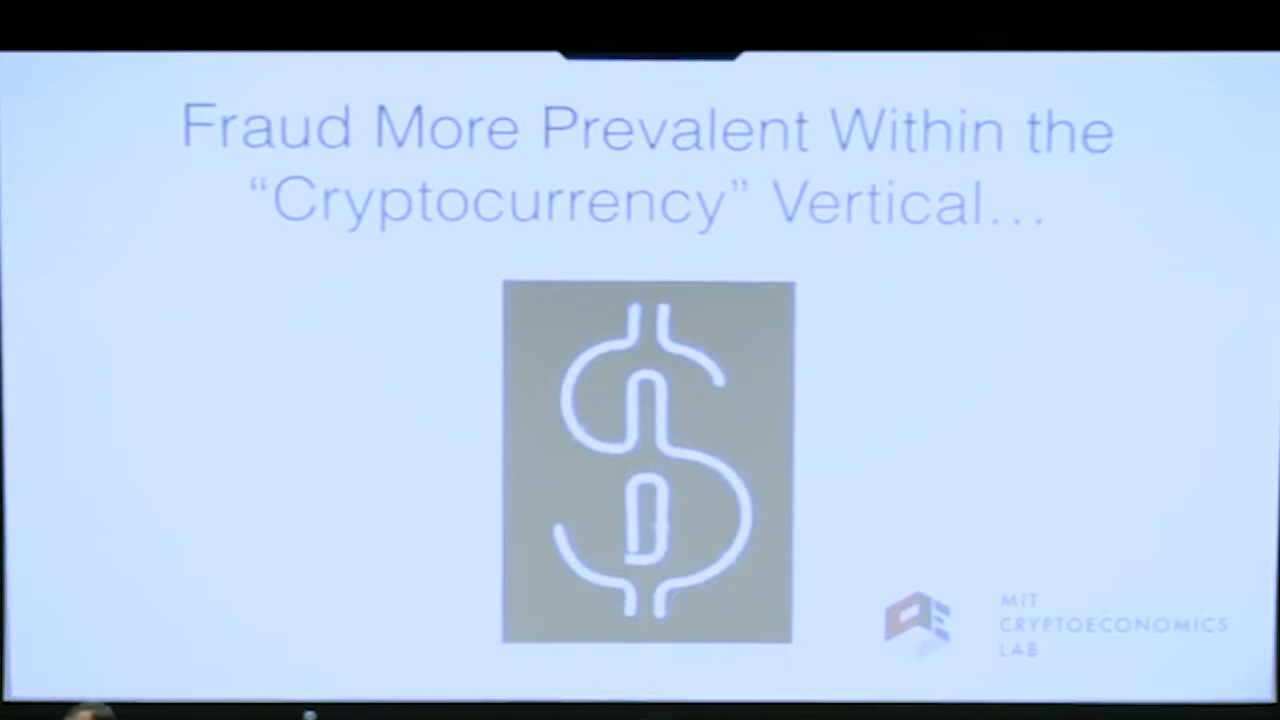 Fraud More Prevalent Within the
“Cryptocurrency” Vertical…
MIT
CRYPTOECONOMICS
LAB